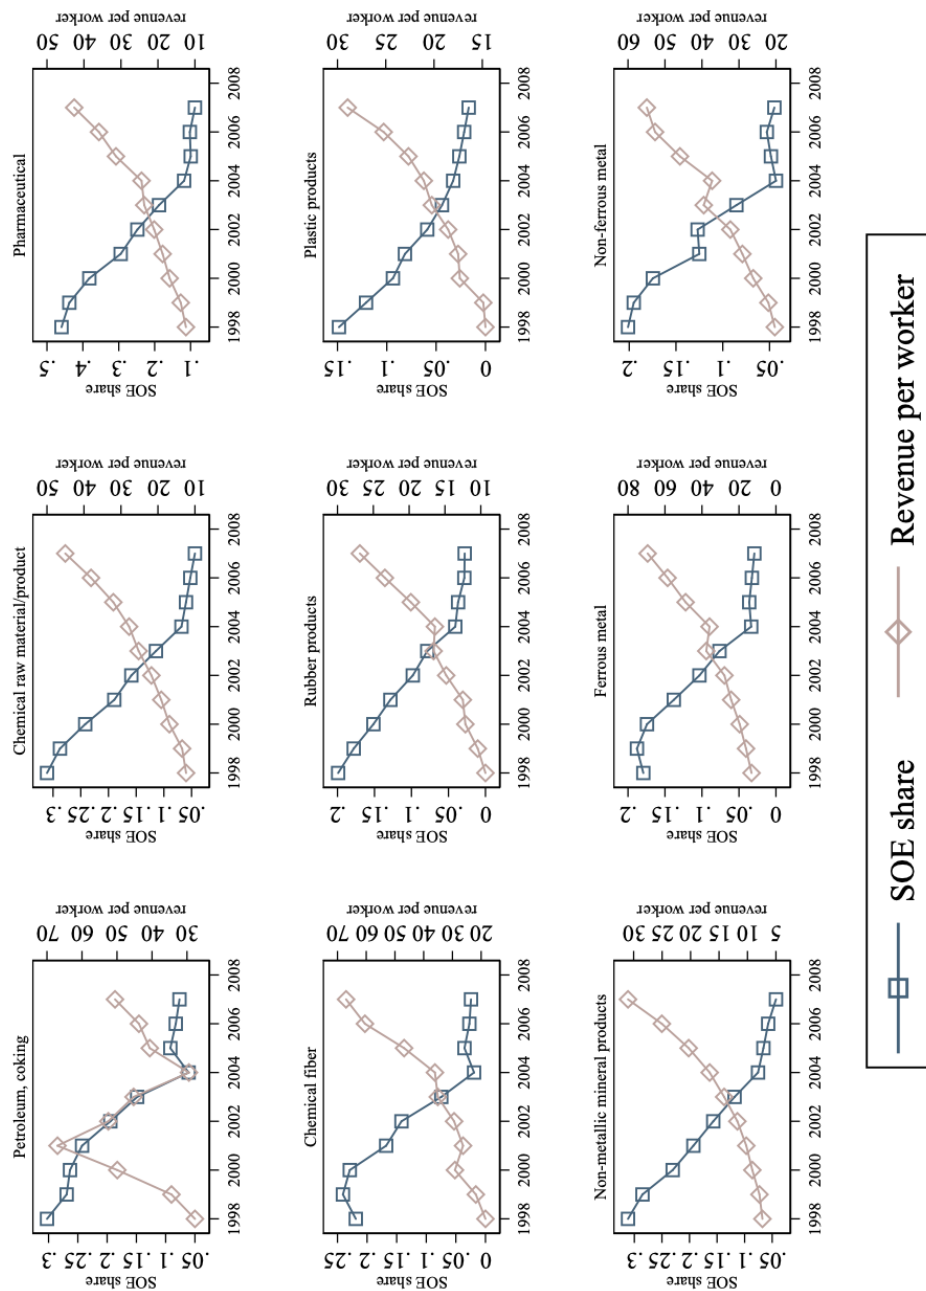 Petroleum, coking
SOE share
.3
.25
.2
.15
.1
.05
70
60
50
40
30
revenue per worker
1998 2000 2002 2004 2006 2008
Chemical raw material/product
SOE share
.3
.25
.2
.15
.1
.05
50
40
30
20
10
revenue per worker
1998 2000 2002 2004 2006 2008
Pharmaceutical
SOE share
.5
.4
.3
.2
.1
50
40
30
20
10
revenue per worker
1998 2000 2002 2004 2006 2008
Chemical fiber
SOE share
.25
.2
.15
.1
.05
0
70
60
50
40
30
20
revenue per worker
1998 2000 2002 2004 2006 2008
Rubber products
SOE share
.2
.15
.1
.05
0
30
25
20
15
10
revenue per worker
1998 2000 2002 2004 2006 2008
Plastic products
SOE share
.15
.1
.05
0
30
25
20
15
revenue per worker
1998 2000 2002 2004 2006 2008
Non-metallic mineral products
SOE share
.3
.25
.2
.15
.1
.05
30
25
20
15
10
5
revenue per worker
1998 2000 2002 2004 2006 2008
Ferrous metal
SOE share
.2
.15
.1
.05
0
80
60
40
20
0
revenue per worker
1998 2000 2002 2004 2006 2008
Non-ferrous metal
SOE share
.2
.15
.1
.05
60
50
40
30
20
revenue per worker
1998 2000 2002 2004 2006 2008
SOE share Revenue per worker